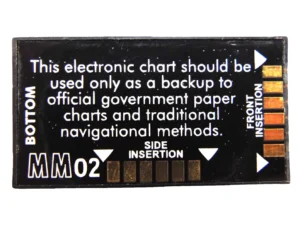 This electronic chart should be
used only as a backup to
official government paper
charts and traditional
navigational methods.
BOTTOM
MM02
SIDE
INSERTION
FRONT
INSERTION